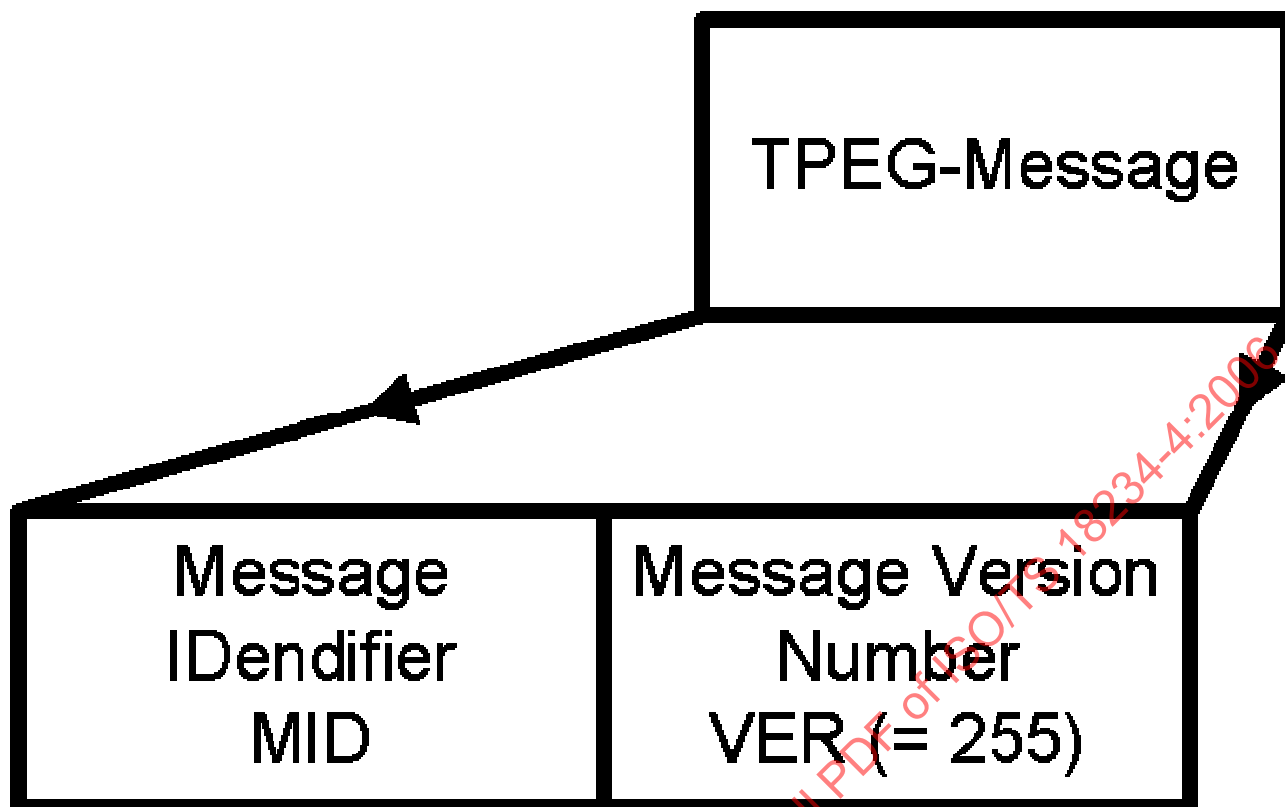 TPEG-Message
Message
IDendifier
MID
Message Version
Number
VER (= 255)
PDF of ISO/TS 18234-4:2006